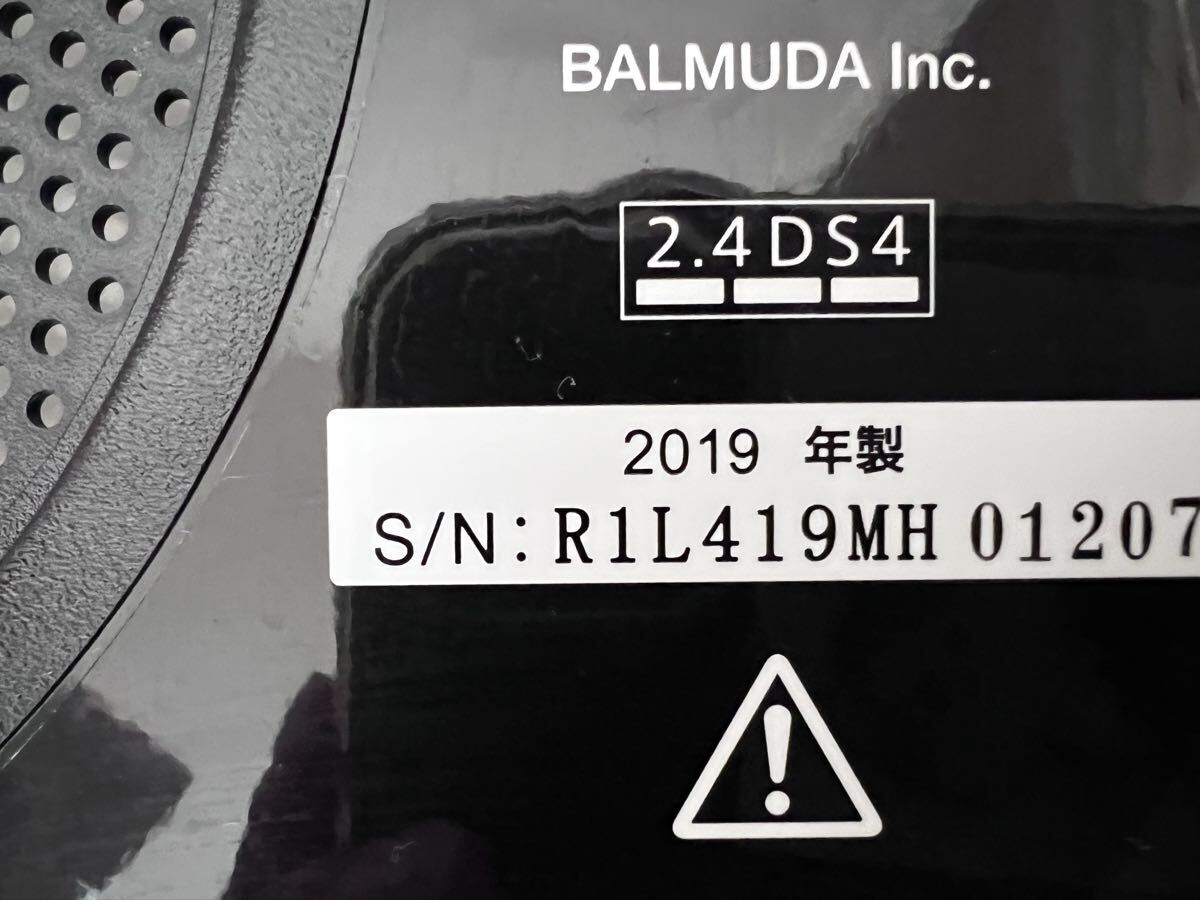 BALMUDA Inc.
2.4DS4
2019 年製
S/N: R1L419MH 01207